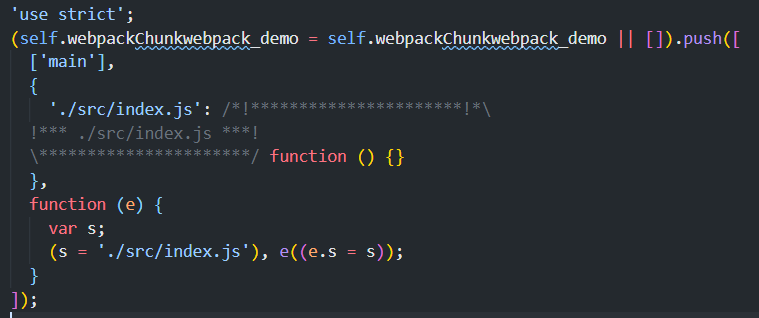 'use strict';
(self.webpackChunkwebpack_demo = self.webpackChunkwebpack_demo || []).push([
  ['main'],
  {
    './src/index.js': /*!**********************!*\
  !*** ./src/index.js ***!
  \**********************/ function () {}
  },
  function (e) {
    var s;
    (s = './src/index.js'), e((e.s = s));
  }
]);